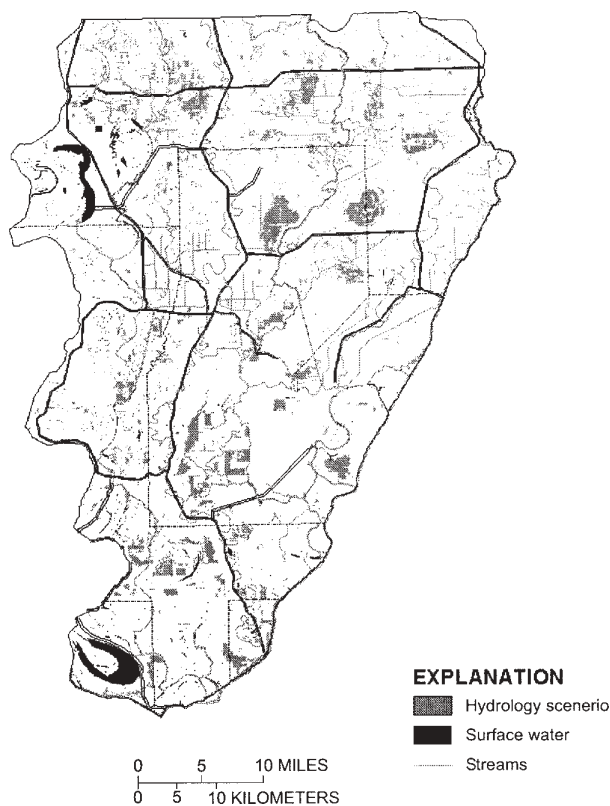 EXPLANATION
Hydrology scenerio
Surface water
Streams
0 5 10 MILES
0 5 10 KILOMETERS